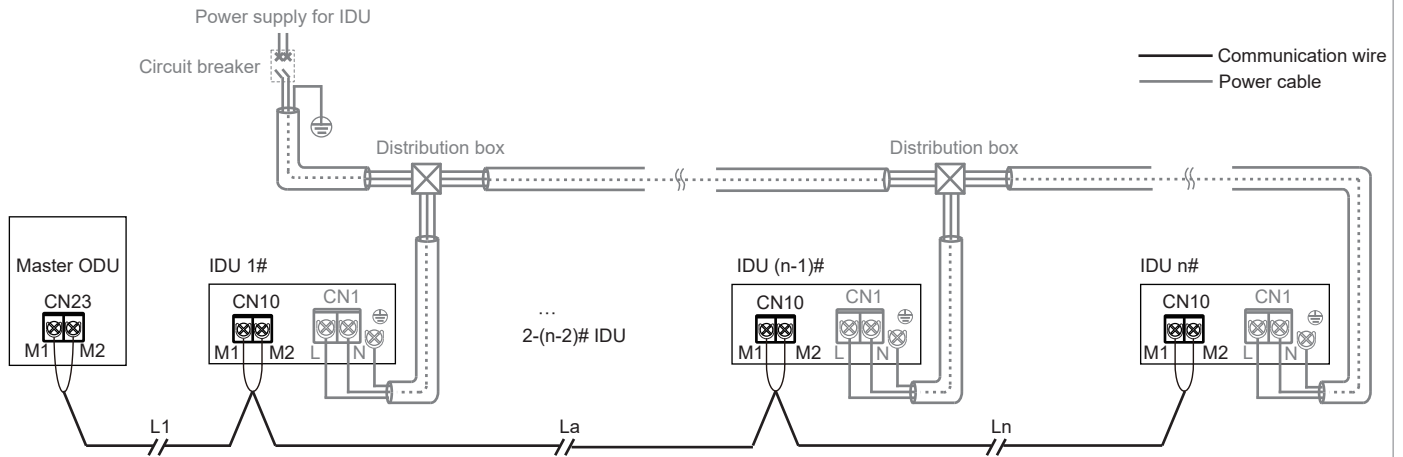 Power supply for IDU
Circuit breaker
Communication wire
Power cable
Distribution box
Distribution box
Master ODU
CN23
M1 M2
IDU 1#
CN10
CN1
M1 M2 L N
...
2-(n-2)# IDU
IDU (n-1)#
CN10
CN1
M1 M2 L N
IDU n#
CN10
CN1
M1 M2 L N
L1
La
Ln